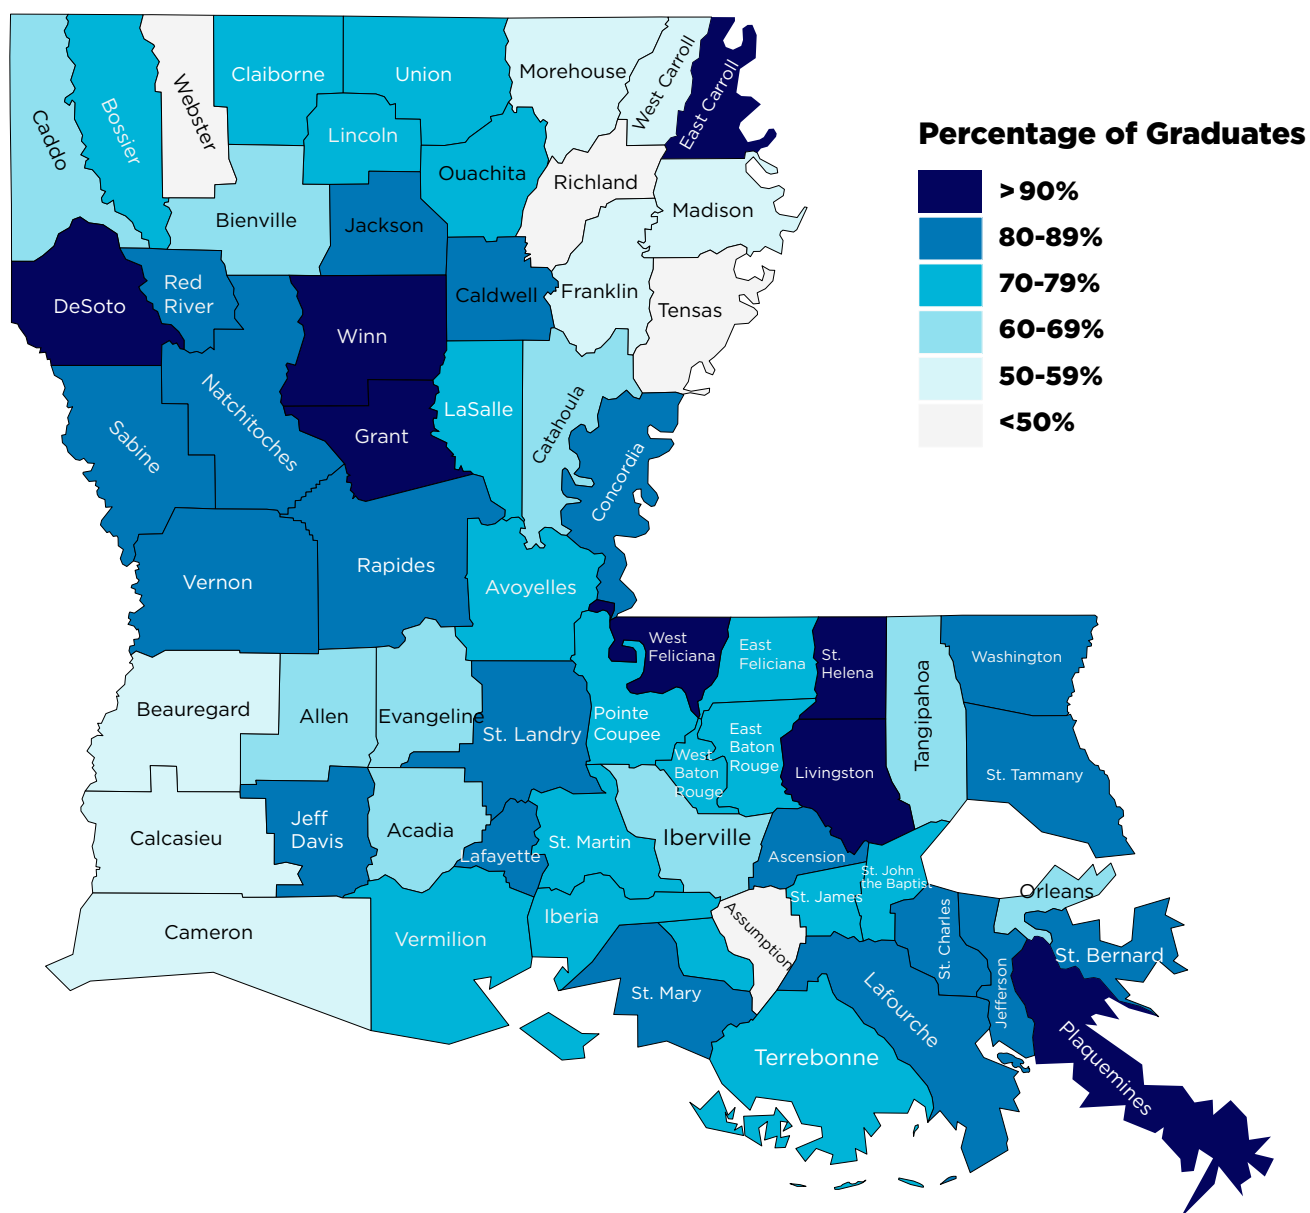 Percentage of Graduates
>90%
80-89%
70-79%
60-69%
50-59%
<50%
Caddo
Bossier
Webster
Claiborne
Union
Morehouse
West Carroll
East Carroll
Lincoln
Ouachita
Richland
Madison
Bienville
Jackson
DeSoto
Red
River
Winn
Caldwell
Franklin
Tensas
Natchitoches
Sabine
Grant
LaSalle
Catahoula
Concordia
Vernon
Rapides
Avoyelles
West
Feliciana
East
Feliciana
St.
Helena
Tangipahoa
Washington
Beauregard
Allen
Evangeline
St. Landry
Pointe
Coupee
West
Baton
Rouge
East
Baton
Rouge
Livingston
St. Tammany
Calcasieu
Jeff
Davis
Acadia
Lafayette
St. Martin
Iberville
Ascension
St. John
the Baptist
St. James
Orleans
Cameron
Vermilion
Iberia
Assumption
St. Charles
Jefferson
St. Bernard
St. Mary
Lafourche
Terrebonne
Plaquemines